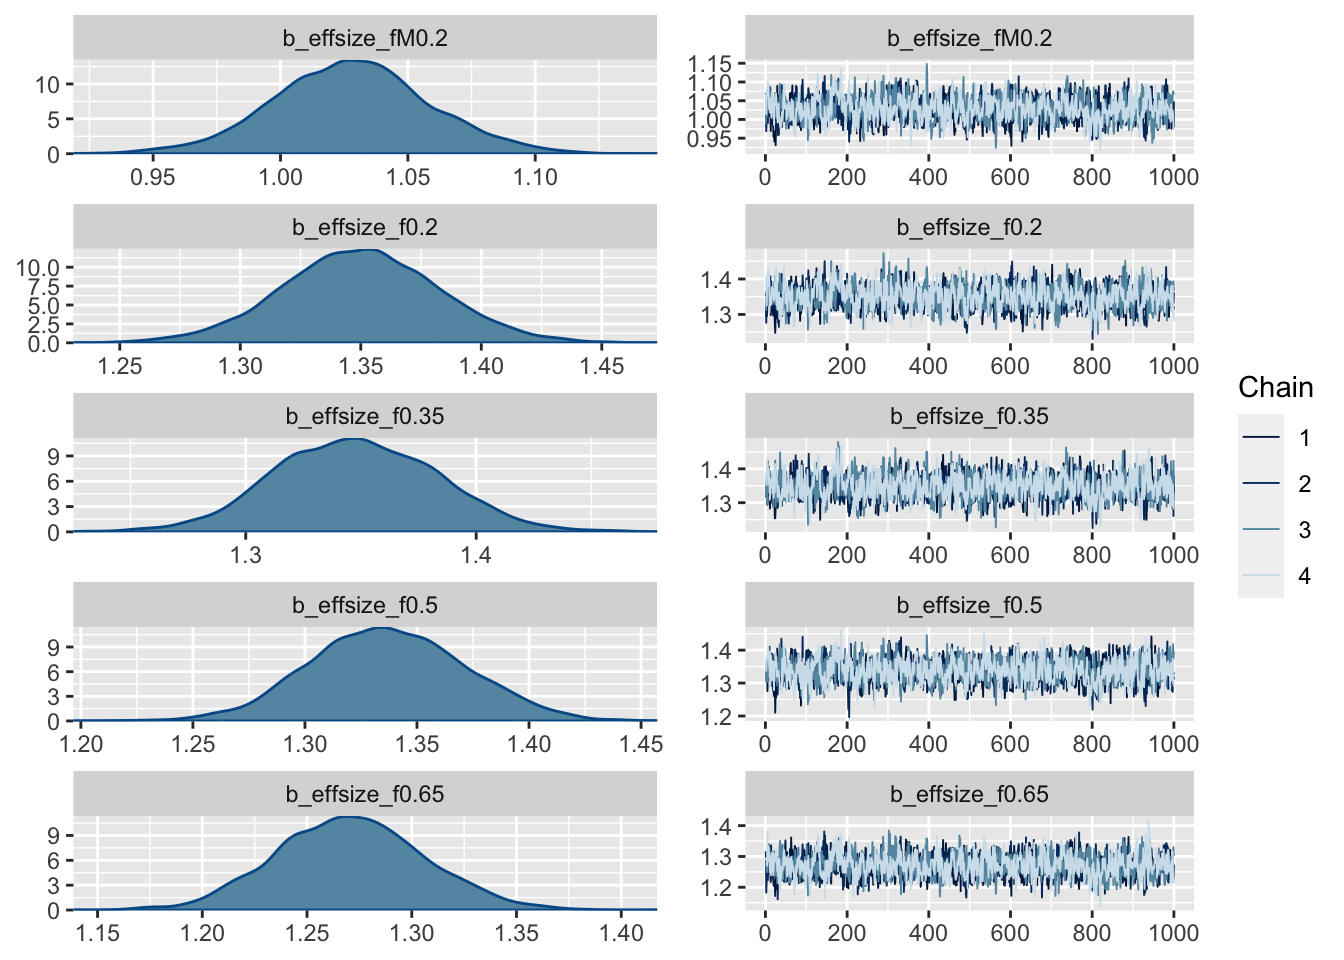 b_effsize_fM0.2
10
5
0
0.95 1.00 1.05 1.10
b_effsize_fM0.2
1.15
1.10
1.05
1.00
0.95
0 200 400 600 800 1000
b_effsize_f0.2
10.0
7.5
5.0
2.5
0.0
1.25 1.30 1.35 1.40 1.45
b_effsize_f0.2
1.4
1.3
0 200 400 600 800 1000
b_effsize_f0.35
9
6
3
0
1.3 1.4
b_effsize_f0.35
1.4
1.3
0 200 400 600 800 1000
b_effsize_f0.5
9
6
3
0
1.20 1.25 1.30 1.35 1.40 1.45
b_effsize_f0.5
1.4
1.3
1.2
0 200 400 600 800 1000
b_effsize_f0.65
9
6
3
0
1.15 1.20 1.25 1.30 1.35 1.40
b_effsize_f0.65
1.4
1.3
1.2
0 200 400 600 800 1000
Chain
1
2
3
4